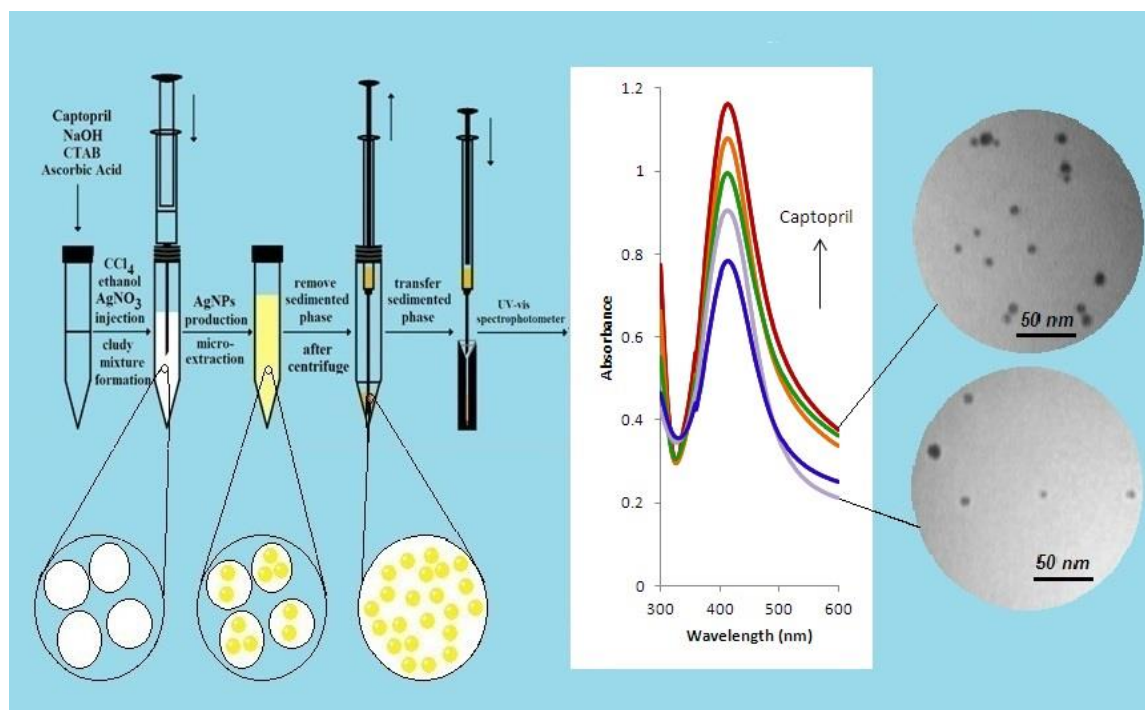 Captopril
NaOH
CTAB
Ascorbic Acid
CCl4
ethanol
AgNO3
injection
cludy
mixture
formation
AgNPs
production
micro-
extraction
remove
sedimented
phase
after
centrifuge
transfer
sedimented
phase
UV-vis
spectrophotometer
Absorbance
1.2
1
0.8
0.6
0.4
0.2
0
300
400
500
600
Wavelength (nm)
Captopril
50 nm
50 nm